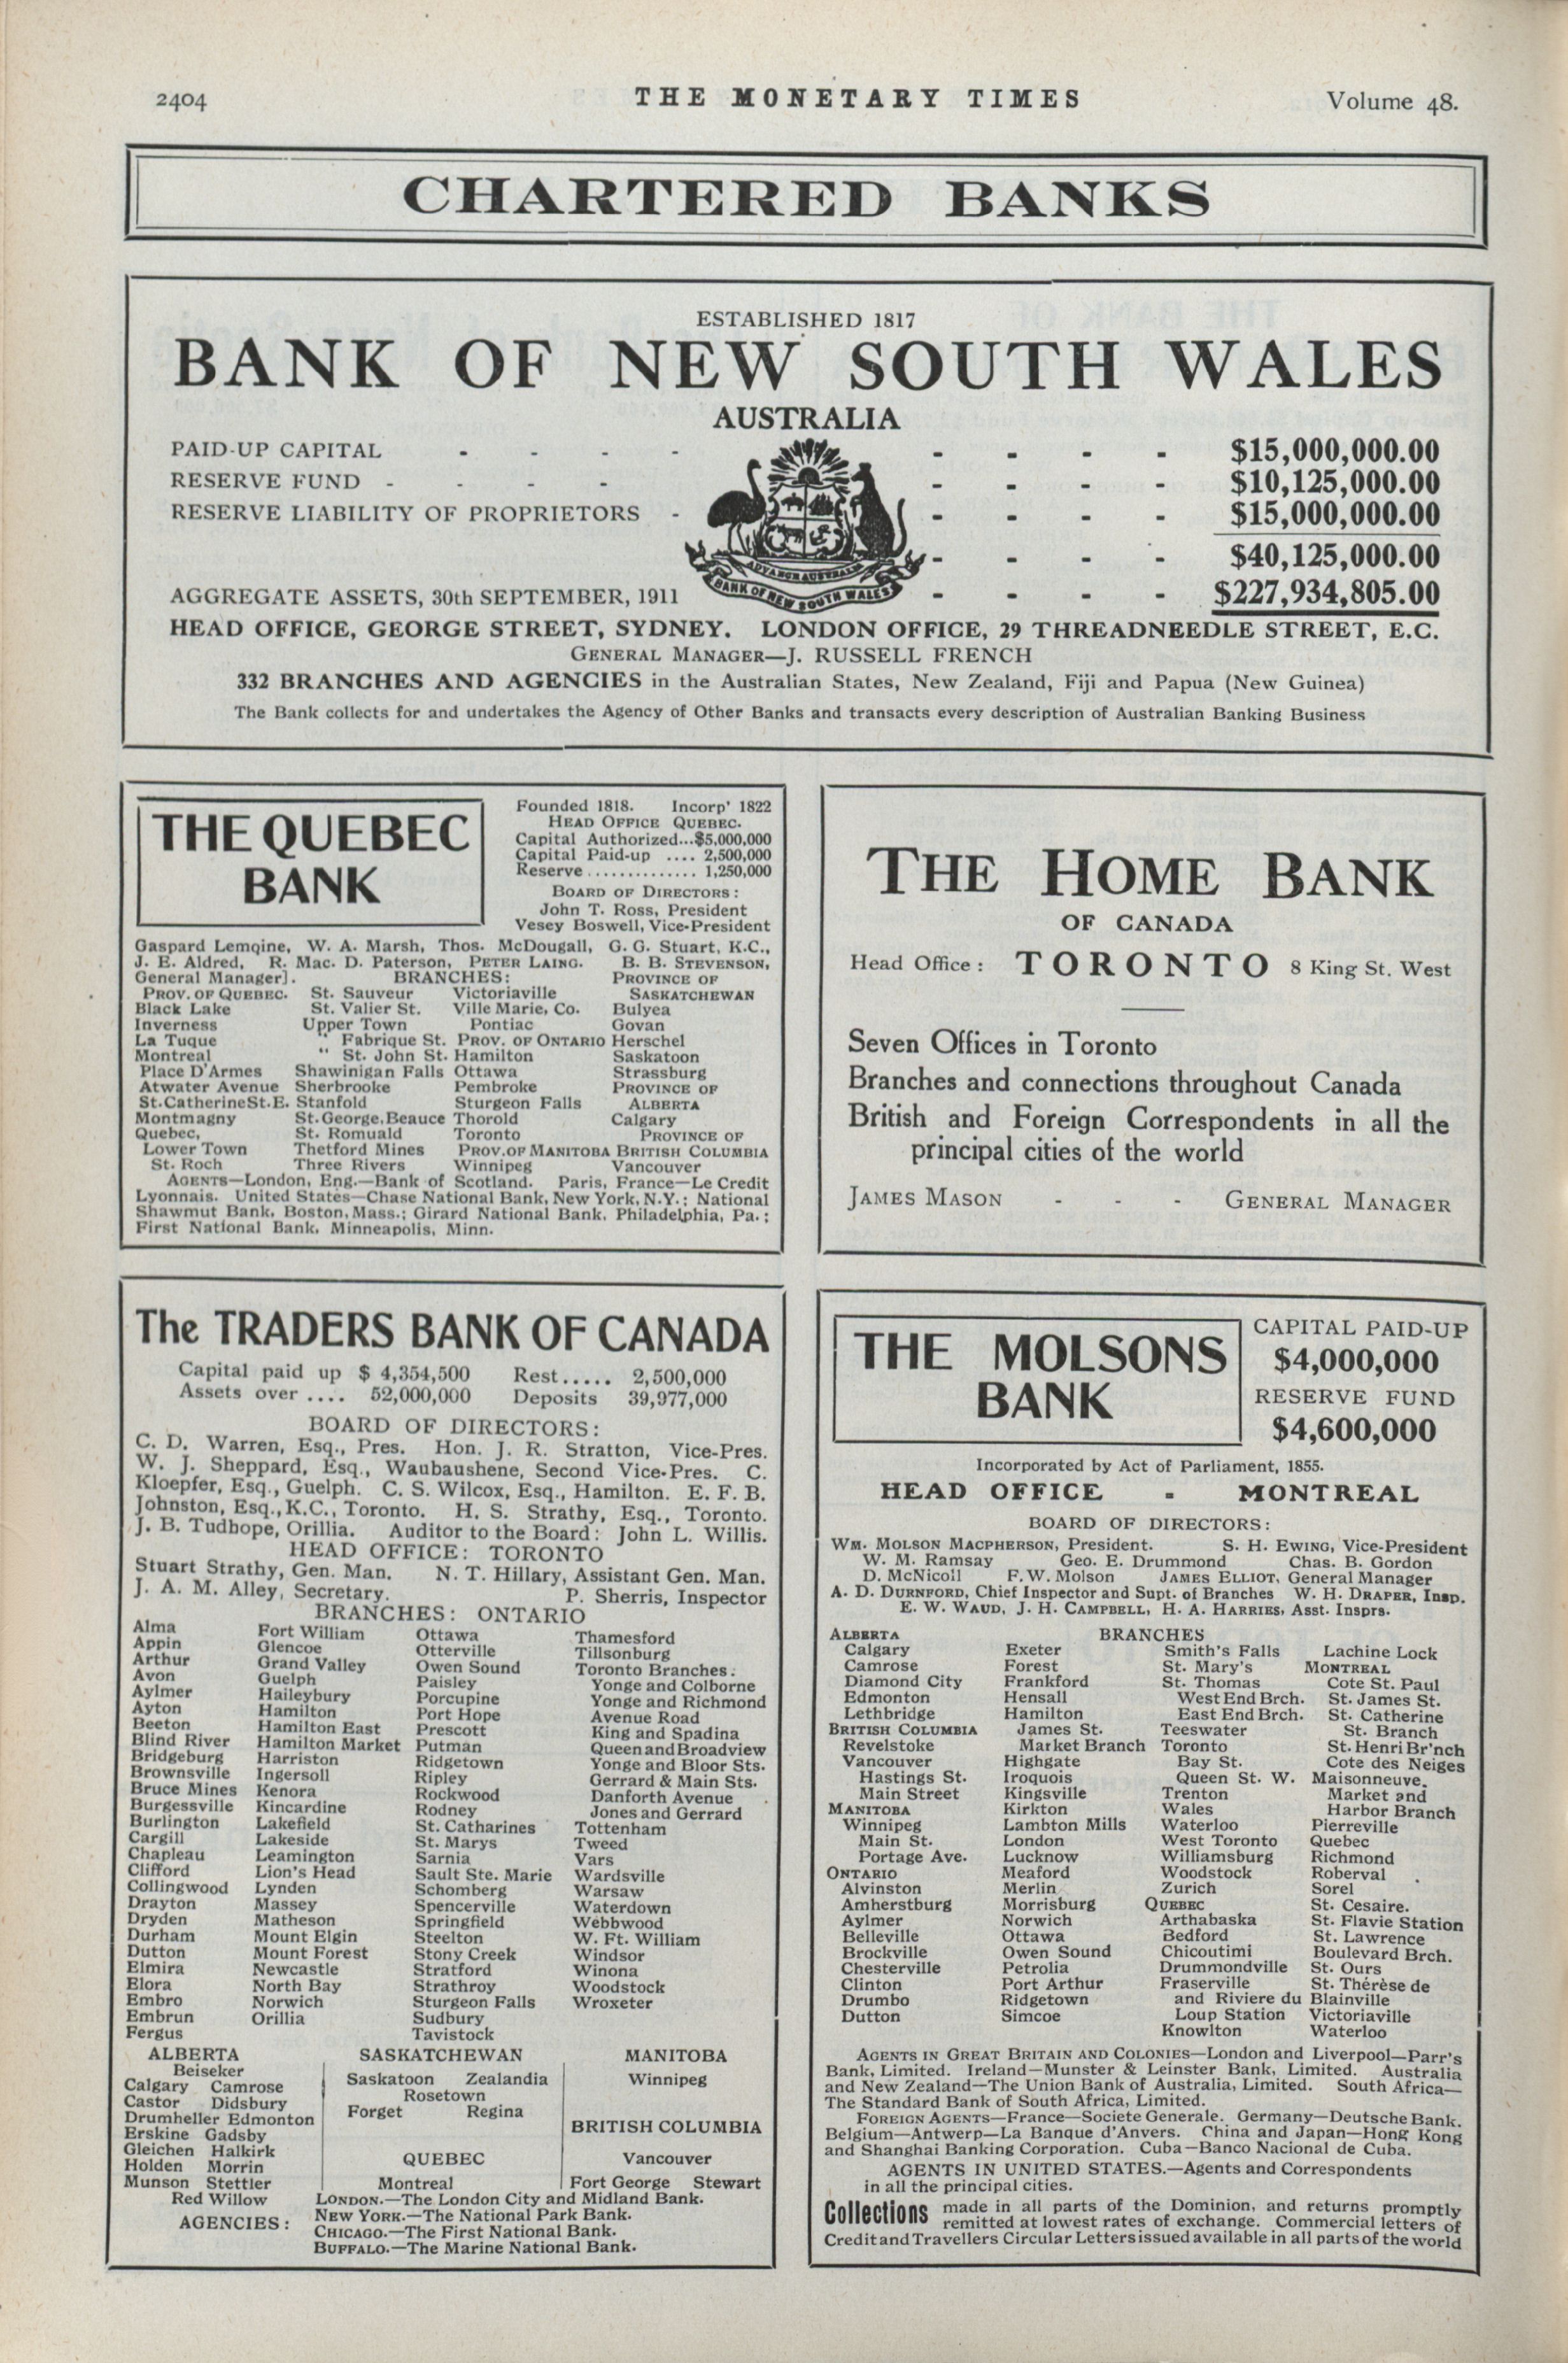 2404
THE MONETARY TIMES
Volume 48.
CHARTERED BANKS
ESTABLISHED 1817
BANK OF NEW SOUTH WALES
AUSTRALIA
PAID-UP CAPITAL - - - - - - - - $15,000,000.00
RESERVE FUND - - - - - - - - $10,125,000.00
RESERVE LIABILITY OF PROPRIETORS - - - - - $15,000,000.00
- - - - $40,125,000.00
AGGREGATE ASSETS, 30th SEPTEMBER, 1911 - - - - $227,934,805.00
ADVANCE AUSTRALIA
BANK OF NEW SOUTH WALES
HEAD OFFICE, GEORGE STREET, SYDNEY. LONDON OFFICE, 29 THREADNEEDLE STREET, E.C.
GENERAL MANAGER—J. RUSSELL FRENCH
332 BRANCHES AND AGENCIES in the Australian States, New Zealand, Fiji and Papua (New Guinea)
The Bank collects for and undertakes the Agency of Other Banks and transacts every description of Australian Banking Business
THE QUEBEC
BANK
Founded 1818. Incorp' 1822
HEAD OFFICE QUEBEC.
Capital Authorized...$5,000,000
Capital Paid-up .... 2,500,000
Reserve.............. 1,250,000
BOARD OF DIRECTORS:
John T. Ross, President
Vesey Boswell, Vice-President
Gaspard Lemoine, W. A. Marsh, Thos. McDougall, G. G. Stuart, K.C.,
J. E. Aldred, R. Mac. D. Paterson, PETER LAING. B. B. STEVENSON,
General Manager]. BRANCHES: PROVINCE OF
PROV. OF QUEBEC. St. Sauveur Victoriaville SASKATCHEWAN
Black Lake St. Valier St. Ville Marie, Co. Bulyea
Inverness Upper Town Pontiac Govan
La Tuque " Fabrique St. PROV. OF ONTARIO Herschel
Montreal " St. John St. Hamilton Saskatoon
Place D'Armes Shawinigan Falls Ottawa Strassburg
Atwater Avenue Sherbrooke Pembroke PROVINCE OF
St.CatherineSt.E. Stanfold Sturgeon Falls ALBERTA
Montmagny St.George,Beauce Thorold Calgary
Quebec, St. Romuald Toronto PROVINCE OF
Lower Town Thetford Mines PROV.OF MANITOBA BRITISH COLUMBIA
St. Roch Three Rivers Winnipeg Vancouver
AGENTS—London, Eng.—Bank of Scotland. Paris, France—Le Credit
Lyonnais. United States—Chase National Bank, New York, N.Y.; National
Shawmut Bank, Boston, Mass.; Girard National Bank, Philadelphia, Pa.;
First National Bank, Minneapolis, Minn.
THE HOME BANK
OF CANADA
Head Office: TORONTO 8 King St. West
Seven Offices in Toronto
Branches and connections throughout Canada
British and Foreign Correspondents in all the
principal cities of the world
JAMES MASON - - - GENERAL MANAGER
The TRADERS BANK OF CANADA
Capital paid up $ 4,354,500 Rest..... 2,500,000
Assets over .... 52,000,000 Deposits 39,977,000
BOARD OF DIRECTORS:
C. D. Warren, Esq., Pres. Hon. J. R. Stratton, Vice-Pres.
W. J. Sheppard, Esq., Waubaushene, Second Vice-Pres. C.
Kloepfer, Esq., Guelph. C. S. Wilcox, Esq., Hamilton. E. F. B.
Johnston, Esq., K.C., Toronto. H. S. Strathy, Esq., Toronto.
J. B. Tudhope, Orillia. Auditor to the Board: John L. Willis.
HEAD OFFICE: TORONTO
Stuart Strathy, Gen. Man. N. T. Hillary, Assistant Gen. Man.
J. A. M. Alley, Secretary. P. Sherris, Inspector
BRANCHES: ONTARIO
Alma Fort William Ottawa Thamesford
Appin Glencoe Otterville Tillsonburg
Arthur Grand Valley Owen Sound Toronto Branches:
Avon Guelph Paisley Yonge and Colborne
Aylmer Haileybury Porcupine Yonge and Richmond
Ayton Hamilton Port Hope Avenue Road
Beeton Hamilton East Prescott King and Spadina
Blind River Hamilton Market Putman Queen and Broadview
Bridgeburg Harriston Ridgetown Yonge and Bloor Sts.
Brownsville Ingersoll Ripley Gerrard & Main Sts.
Bruce Mines Kenora Rockwood Danforth Avenue
Burgessville Kincardine Rodney Jones and Gerrard
Burlington Lakefield St. Catharines Tottenham
Cargill Lakeside St. Marys Tweed
Chapleau Leamington Sarnia Vars
Clifford Lion's Head Sault Ste. Marie Wardsville
Collingwood Lynden Schomberg Warsaw
Drayton Massey Spencerville Waterdown
Dryden Matheson Springfield Webbwood
Durham Mount Elgin Steelton W. Ft. William
Dutton Mount Forest Stony Creek Windsor
Elmira Newcastle Stratford Winona
Elora North Bay Strathroy Woodstock
Embro Norwich Sturgeon Falls Wroxeter
Embrun Orillia Sudbury
Fergus Tavistock
ALBERTA SASKATCHEWAN MANITOBA
Beiseker Saskatoon Zealandia Winnipeg
Calgary Camrose Rosetown
Castor Didsbury Forget Regina
Drumheller Edmonton BRITISH COLUMBIA
Erskine Gadsby
Gleichen Halkirk QUEBEC Vancouver
Holden Morrin
Munson Stettler Montreal Fort George Stewart
Red Willow LONDON.—The London City and Midland Bank.
AGENCIES: NEW YORK.—The National Park Bank.
CHICAGO.—The First National Bank.
BUFFALO.—The Marine National Bank.
THE MOLSONS
BANK
CAPITAL PAID-UP
$4,000,000
RESERVE FUND
$4,600,000
Incorporated by Act of Parliament, 1855.
HEAD OFFICE - MONTREAL
BOARD OF DIRECTORS:
WM. MOLSON MACPHERSON, President. S. H. EWING, Vice-President
W. M. Ramsay Geo. E. Drummond Chas. B. Gordon
D. McNicoll F. W. Molson JAMES ELLIOT, General Manager
A. D. DURNFORD, Chief Inspector and Supt. of Branches W. H. DRAPER, Insp.
E. W. WAUD, J. H. CAMPBELL, H. A. HARRIES, Asst. Insprs.
ALBERTA BRANCHES
Calgary Exeter Smith's Falls Lachine Lock
Camrose Forest St. Mary's MONTREAL
Diamond City Frankford St. Thomas Cote St. Paul
Edmonton Hensall West End Brch. St. James St.
Lethbridge Hamilton East End Brch. St. Catherine
BRITISH COLUMBIA James St. Teeswater St. Branch
Revelstoke Market Branch Toronto St. Henri Br'nch
Vancouver Highgate Bay St. Cote des Neiges
Hastings St. Iroquois Queen St. W. Maisonneuve.
Main Street Kingsville Trenton Market and
MANITOBA Kirkton Wales Harbor Branch
Winnipeg Lambton Mills Waterloo Pierreville
Main St. London West Toronto Quebec
Portage Ave. Lucknow Williamsburg Richmond
ONTARIO Meaford Woodstock Roberval
Alvinston Merlin Zurich Sorel
Amherstburg Morrisburg QUEBEC St. Cesaire.
Aylmer Norwich Arthabaska St. Flavie Station
Belleville Ottawa Bedford St. Lawrence
Brockville Owen Sound Chicoutimi Boulevard Brch.
Chesterville Petrolia Drummondville St. Ours
Clinton Port Arthur Fraserville St. Thérèse de
Drumbo Ridgetown and Riviere du Blainville
Dutton Simcoe Loup Station Victoriaville
Knowlton Waterloo
AGENTS IN GREAT BRITAIN AND COLONIES—London and Liverpool—Parr's
Bank, Limited. Ireland—Munster & Leinster Bank, Limited. Australia
and New Zealand—The Union Bank of Australia, Limited. South Africa—
The Standard Bank of South Africa, Limited.
FOREIGN AGENTS—France—Societe Generale. Germany—Deutsche Bank.
Belgium—Antwerp—La Banque d'Anvers. China and Japan—Hong Kong
and Shanghai Banking Corporation. Cuba—Banco Nacional de Cuba.
AGENTS IN UNITED STATES.—Agents and Correspondents
in all the principal cities.
Collections made in all parts of the Dominion, and returns promptly
remitted at lowest rates of exchange. Commercial letters of
Credit and Travellers Circular Letters issued available in all parts of the world